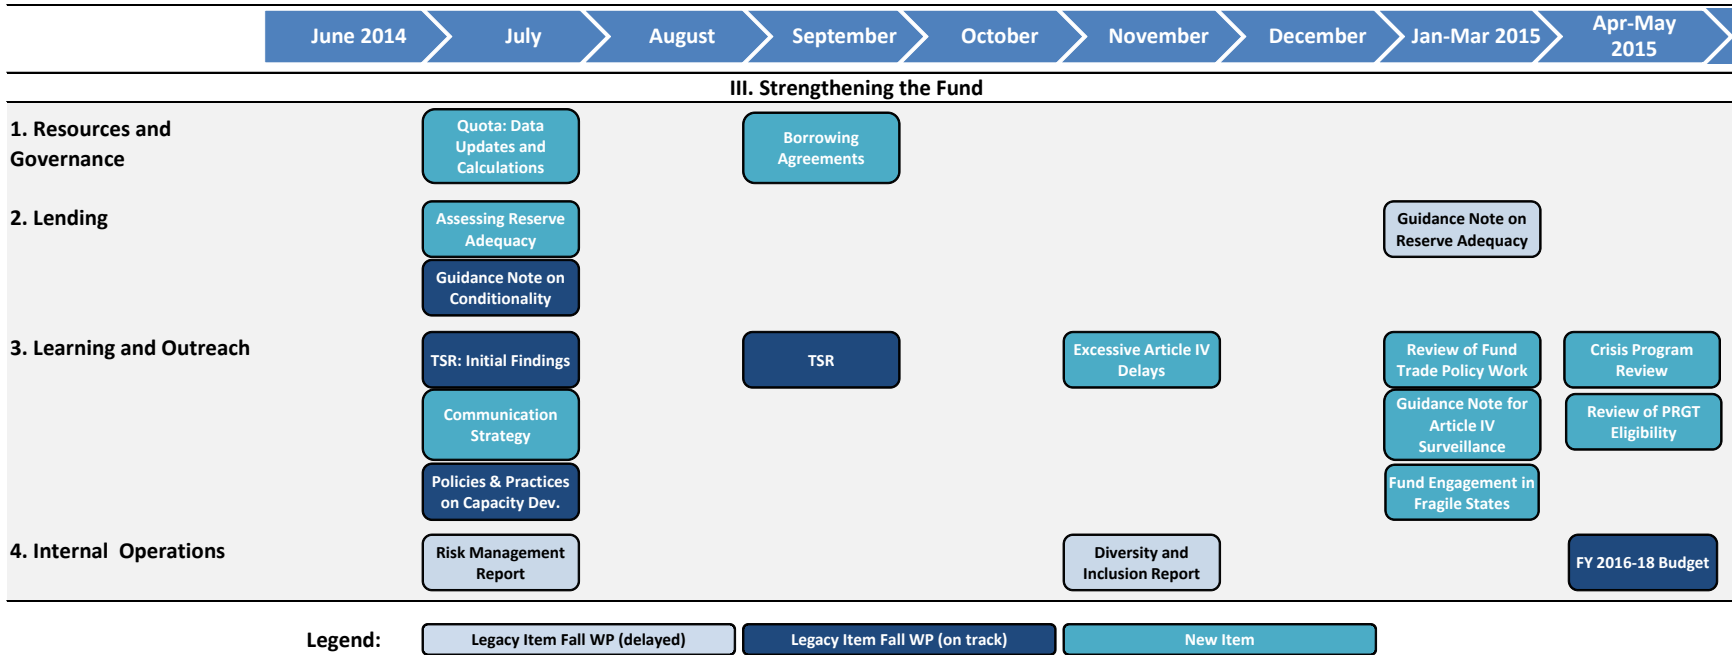 June 2014
July
August
September
October
November
December
Jan-Mar 2015
Apr-May
2015
III. Strengthening the Fund
1. Resources and
Governance
Quota: Data
Updates and
Calculations
Borrowing
Agreements
2. Lending
Assessing Reserve
Adequacy
Guidance Note on
Reserve Adequacy
Guidance Note on
Conditionality
3. Learning and Outreach
TSR: Initial Findings
TSR
Excessive Article IV
Delays
Review of Fund
Trade Policy Work
Crisis Program
Review
Communication
Strategy
Guidance Note for
Article IV
Surveillance
Review of PRGT
Eligibility
Policies & Practices
on Capacity Dev.
Fund Engagement in
Fragile States
4. Internal Operations
Risk Management
Report
Diversity and
Inclusion Report
FY 2016-18 Budget
Legend:
Legacy Item Fall WP (delayed)
Legacy Item Fall WP (on track)
New Item